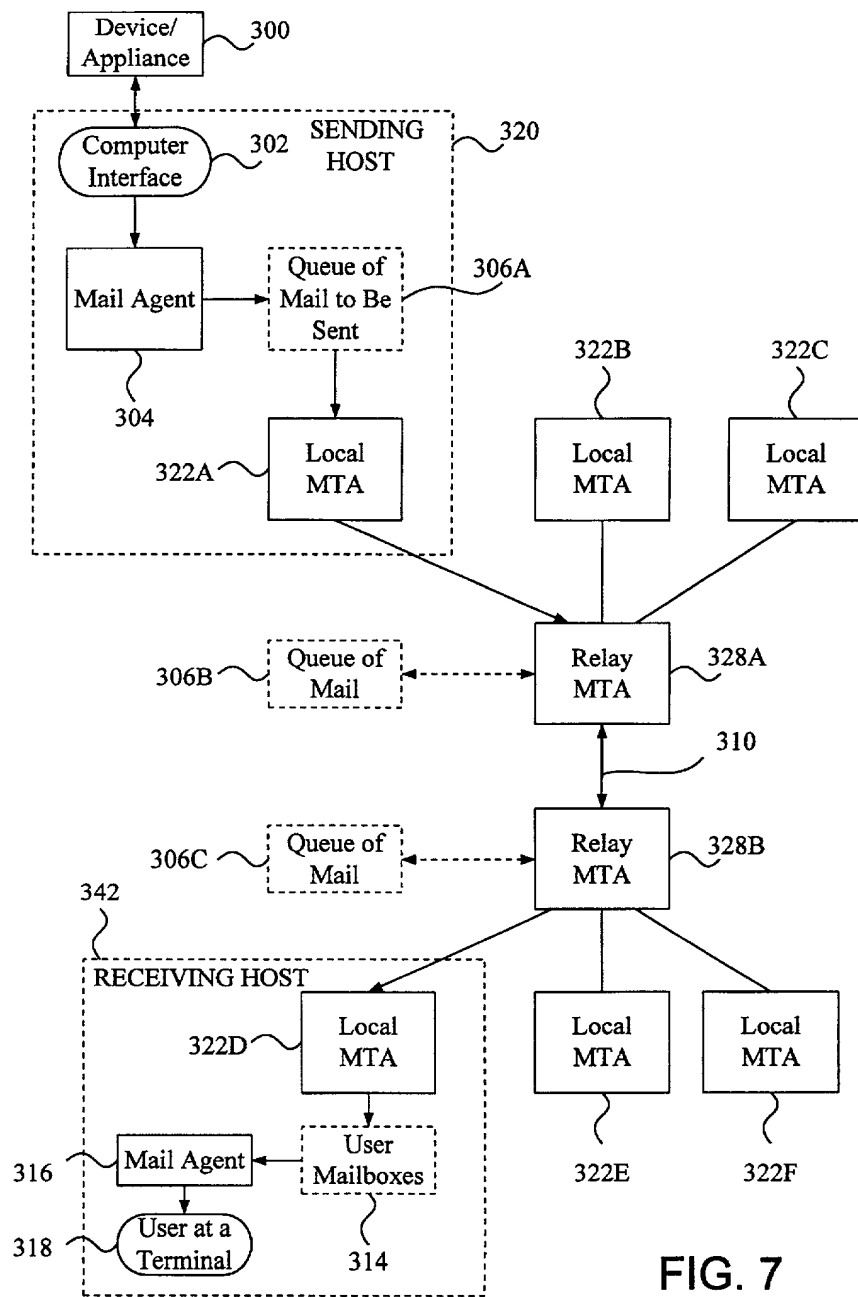 Device/
Appliance
300
SENDING
HOST
320
Computer
Interface
302
Mail Agent
304
Queue of
Mail to Be
Sent
306A
322A
Local
MTA
322B
Local
MTA
322C
Local
MTA
306B
Queue of
Mail
Relay
MTA
328A
310
306C
Queue of
Mail
Relay
MTA
328B
342
RECEIVING HOST
322D
Local
MTA
Local
MTA
322E
Local
MTA
322F
316
Mail Agent
User
Mailboxes
314
318
User at a
Terminal
FIG. 7